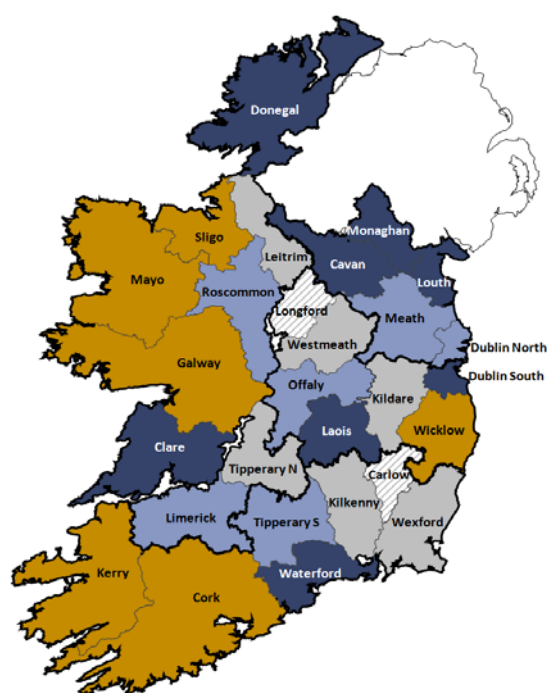 Donegal
Monaghan
Sligo
Leitrim
Cavan
Mayo
Louth
Roscommon
Longford
Meath
Westmeath
Dublin North
Galway
Dublin South
Offaly
Kildare
Laois
Wicklow
Clare
Tipperary N
Carlow
Kilkenny
Limerick
Tipperary S
Wexford
Kerry
Waterford
Cork